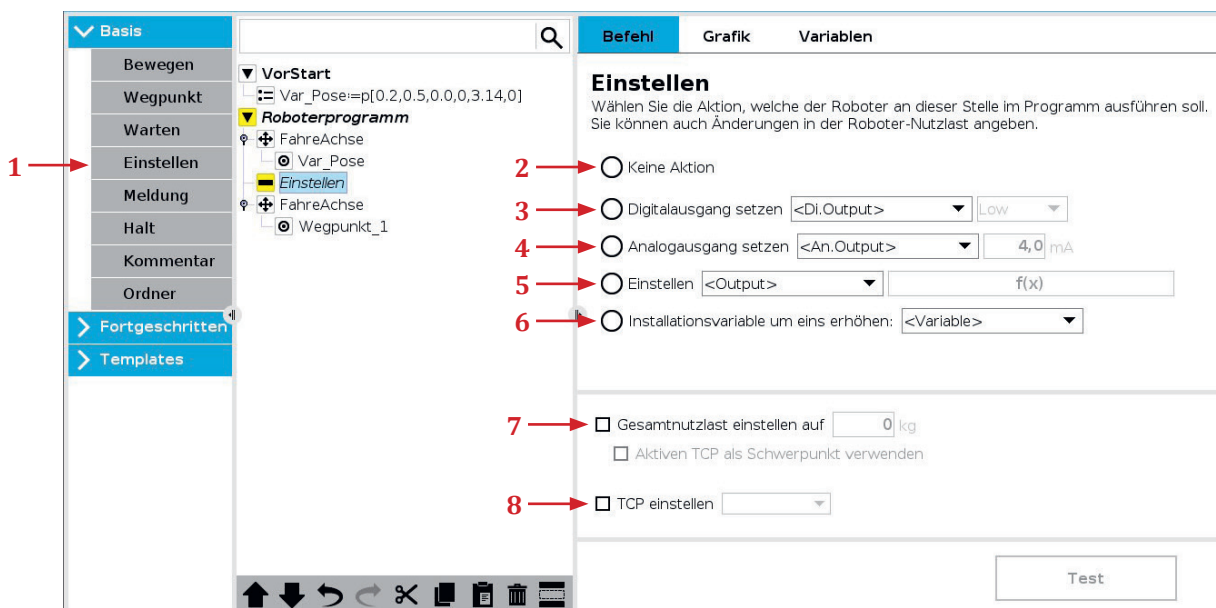 Basis
Bewegen
Wegpunkt
Warten
1
Einstellen
Meldung
Halt
Kommentar
Ordner
Fortgeschritten
Templates
VorStart
Var_Pose:=p[0.2,0.5,0.0,0,3.14,0]
Roboterprogramm
FahreAchse
Var_Pose
Einstellen
FahreAchse
Wegpunkt_1
Befehl Grafik Variablen
Einstellen
Wählen Sie die Aktion, welche der Roboter an dieser Stelle im Programm ausführen soll.
Sie können auch Änderungen in der Roboter-Nutzlast angeben.
2 Keine Aktion
3 Digitalausgang setzen <Di.Output> Low
4 Analogausgang setzen <An.Output> 4,0 mA
5 Einstellen <Output> f(x)
6 Installationsvariable um eins erhöhen: <Variable>
7 Gesamtnutzlast einstellen auf 0 kg
Aktiven TCP als Schwerpunkt verwenden
8 TCP einstellen
Test